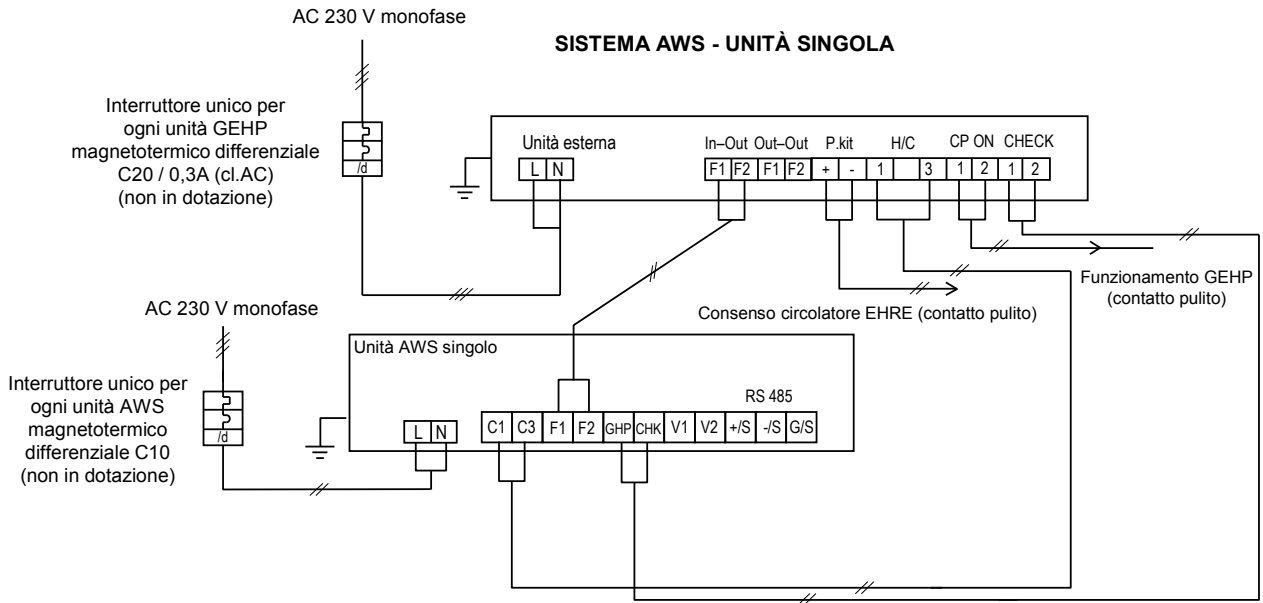 AC 230 V monofase
SISTEMA AWS - UNITÀ SINGOLA
Interruttore unico per
ogni unità GEHP
magnetotermico differenziale
C20 / 0,3A (cl.AC)
(non in dotazione)
/d
Unità esterna
In–Out Out–Out P.kit H/C CP ON CHECK
L N F1 F2 F1 F2 + - 1 3 1 2 1 2
Funzionamento GEHP
(contatto pulito)
Consenso circolatore EHRE (contatto pulito)
AC 230 V monofase
Interruttore unico per
ogni unità AWS
magnetotermico
differenziale C10
(non in dotazione)
/d
Unità AWS singolo
RS 485
L N C1 C3 F1 F2 GHP CHK V1 V2 +/S -/S G/S